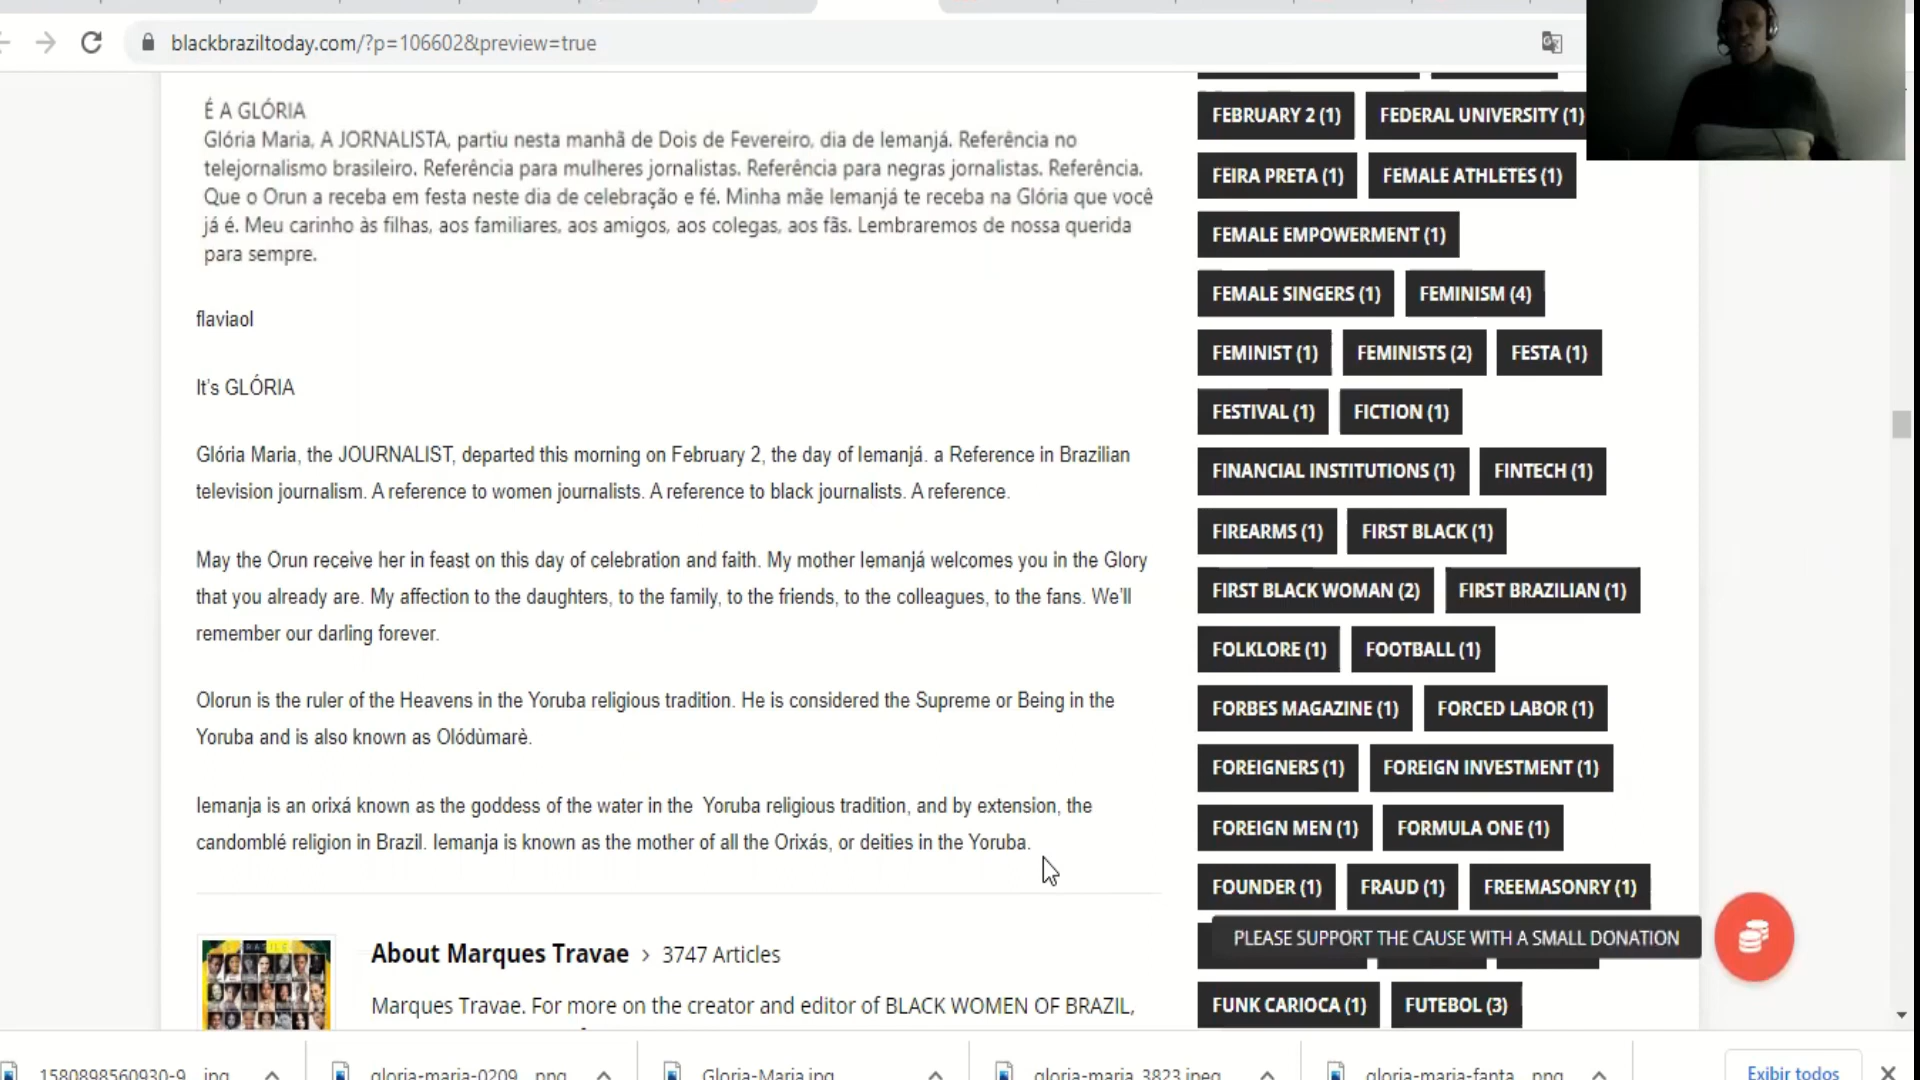 blackbraziltoday.com/?p=106602&preview=true
É A GLÓRIA
Glória Maria, A JORNALISTA, partiu nesta manhã de Dois de Fevereiro, dia de Iemanjá. Referência no
telejornalismo brasileiro. Referência para mulheres jornalistas. Referência para negras jornalistas. Referência.
Que o Orun a receba em festa neste dia de celebração e fé. Minha mãe Iemanjá te receba na Glória que você
já é. Meu carinho às filhas, aos familiares, aos amigos, aos colegas, aos fãs. Lembraremos de nossa querida
para sempre.
flaviaol
It's GLÓRIA
Glória Maria, the JOURNALIST, departed this morning on February 2, the day of Iemanjá. a Reference in Brazilian
television journalism. A reference to women journalists. A reference to black journalists. A reference.
May the Orun receive her in feast on this day of celebration and faith. My mother Iemanjá welcomes you in the Glory
that you already are. My affection to the daughters, to the family, to the friends, to the colleagues, to the fans. We'll
remember our darling forever.
Olorun is the ruler of the Heavens in the Yoruba religious tradition. He is considered the Supreme or Being in the
Yoruba and is also known as Olódùmarè.
Iemanja is an orixá known as the goddess of the water in the Yoruba religious tradition, and by extension, the
candomblé religion in Brazil. Iemanja is known as the mother of all the Orixás, or deities in the Yoruba.
About Marques Travae › 3747 Articles
Marques Travae. For more on the creator and editor of BLACK WOMEN OF BRAZIL,
FEBRUARY 2 (1) FEDERAL UNIVERSITY (1)
FEIRA PRETA (1) FEMALE ATHLETES (1)
FEMALE EMPOWERMENT (1)
FEMALE SINGERS (1) FEMINISM (4)
FEMINIST (1) FEMINISTS (2) FESTA (1)
FESTIVAL (1) FICTION (1)
FINANCIAL INSTITUTIONS (1) FINTECH (1)
FIREARMS (1) FIRST BLACK (1)
FIRST BLACK WOMAN (2) FIRST BRAZILIAN (1)
FOLKLORE (1) FOOTBALL (1)
FORBES MAGAZINE (1) FORCED LABOR (1)
FOREIGNERS (1) FOREIGN INVESTMENT (1)
FOREIGN MEN (1) FORMULA ONE (1)
FOUNDER (1) FRAUD (1) FREEMASONRY (1)
PLEASE SUPPORT THE CAUSE WITH A SMALL DONATION
FUNK CARIOCA (1) FUTEBOL (3)
1580898560930-9....jpg gloria-maria-0209....png Gloria-Maria.jpg gloria-maria_3823.jpeg gloria-maria-fanta....png Exibir todos